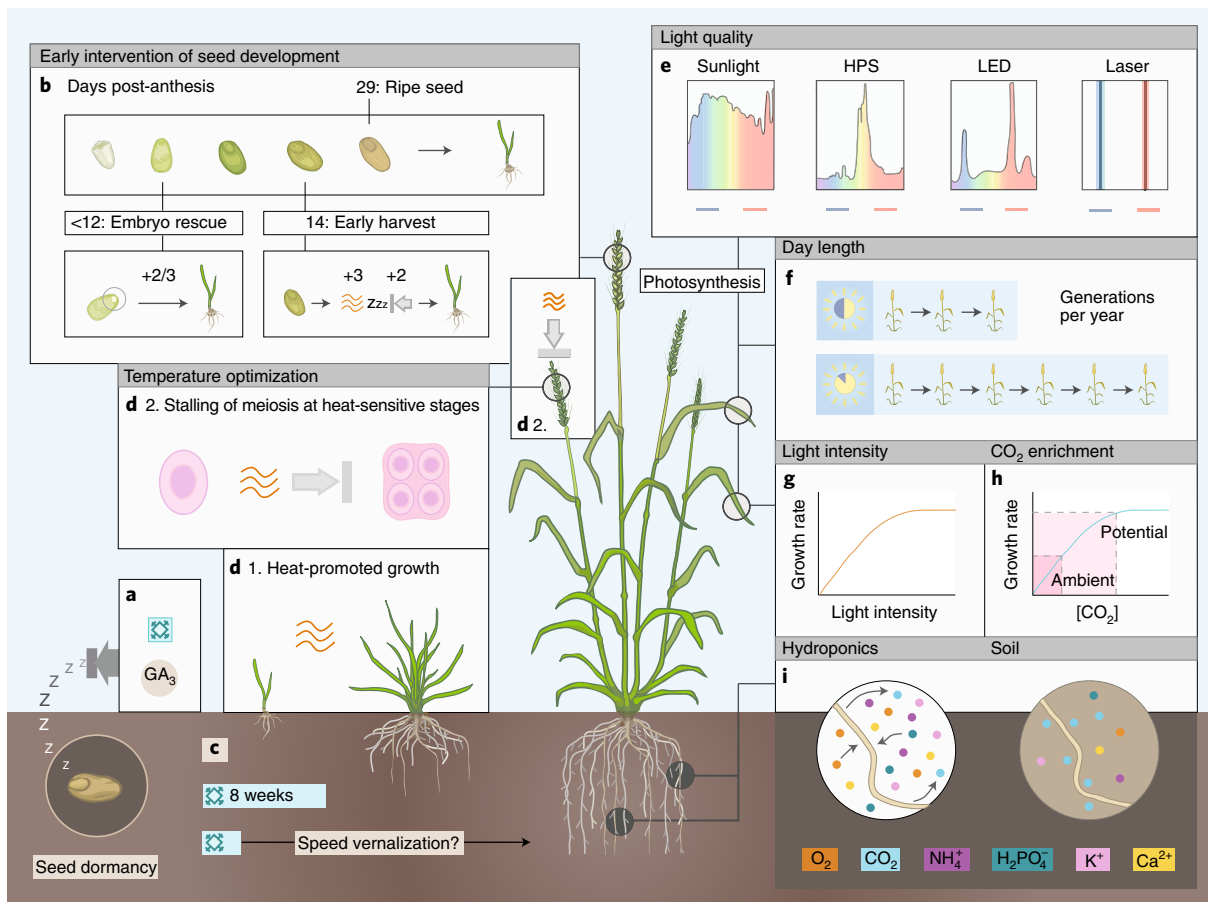 Early intervention of seed development
b Days post-anthesis
29: Ripe seed
<12: Embryo rescue
14: Early harvest
+2/3
+3
+2
zzz
Light quality
e Sunlight
HPS
LED
Laser
Photosynthesis
Day length
f
Generations
per year
Temperature optimization
d 2. Stalling of meiosis at heat-sensitive stages
d 2.
Light intensity
g
Growth rate
Light intensity
CO₂ enrichment
h
Growth rate
Potential
Ambient
[CO₂]
d 1. Heat-promoted growth
a
GA₃
z
z
z
Z
Z
z
z
Seed dormancy
c
8 weeks
Speed vernalization?
Hydroponics
Soil
i
O₂
CO₂
NH₄⁺
H₂PO₄⁻
K⁺
Ca²⁺